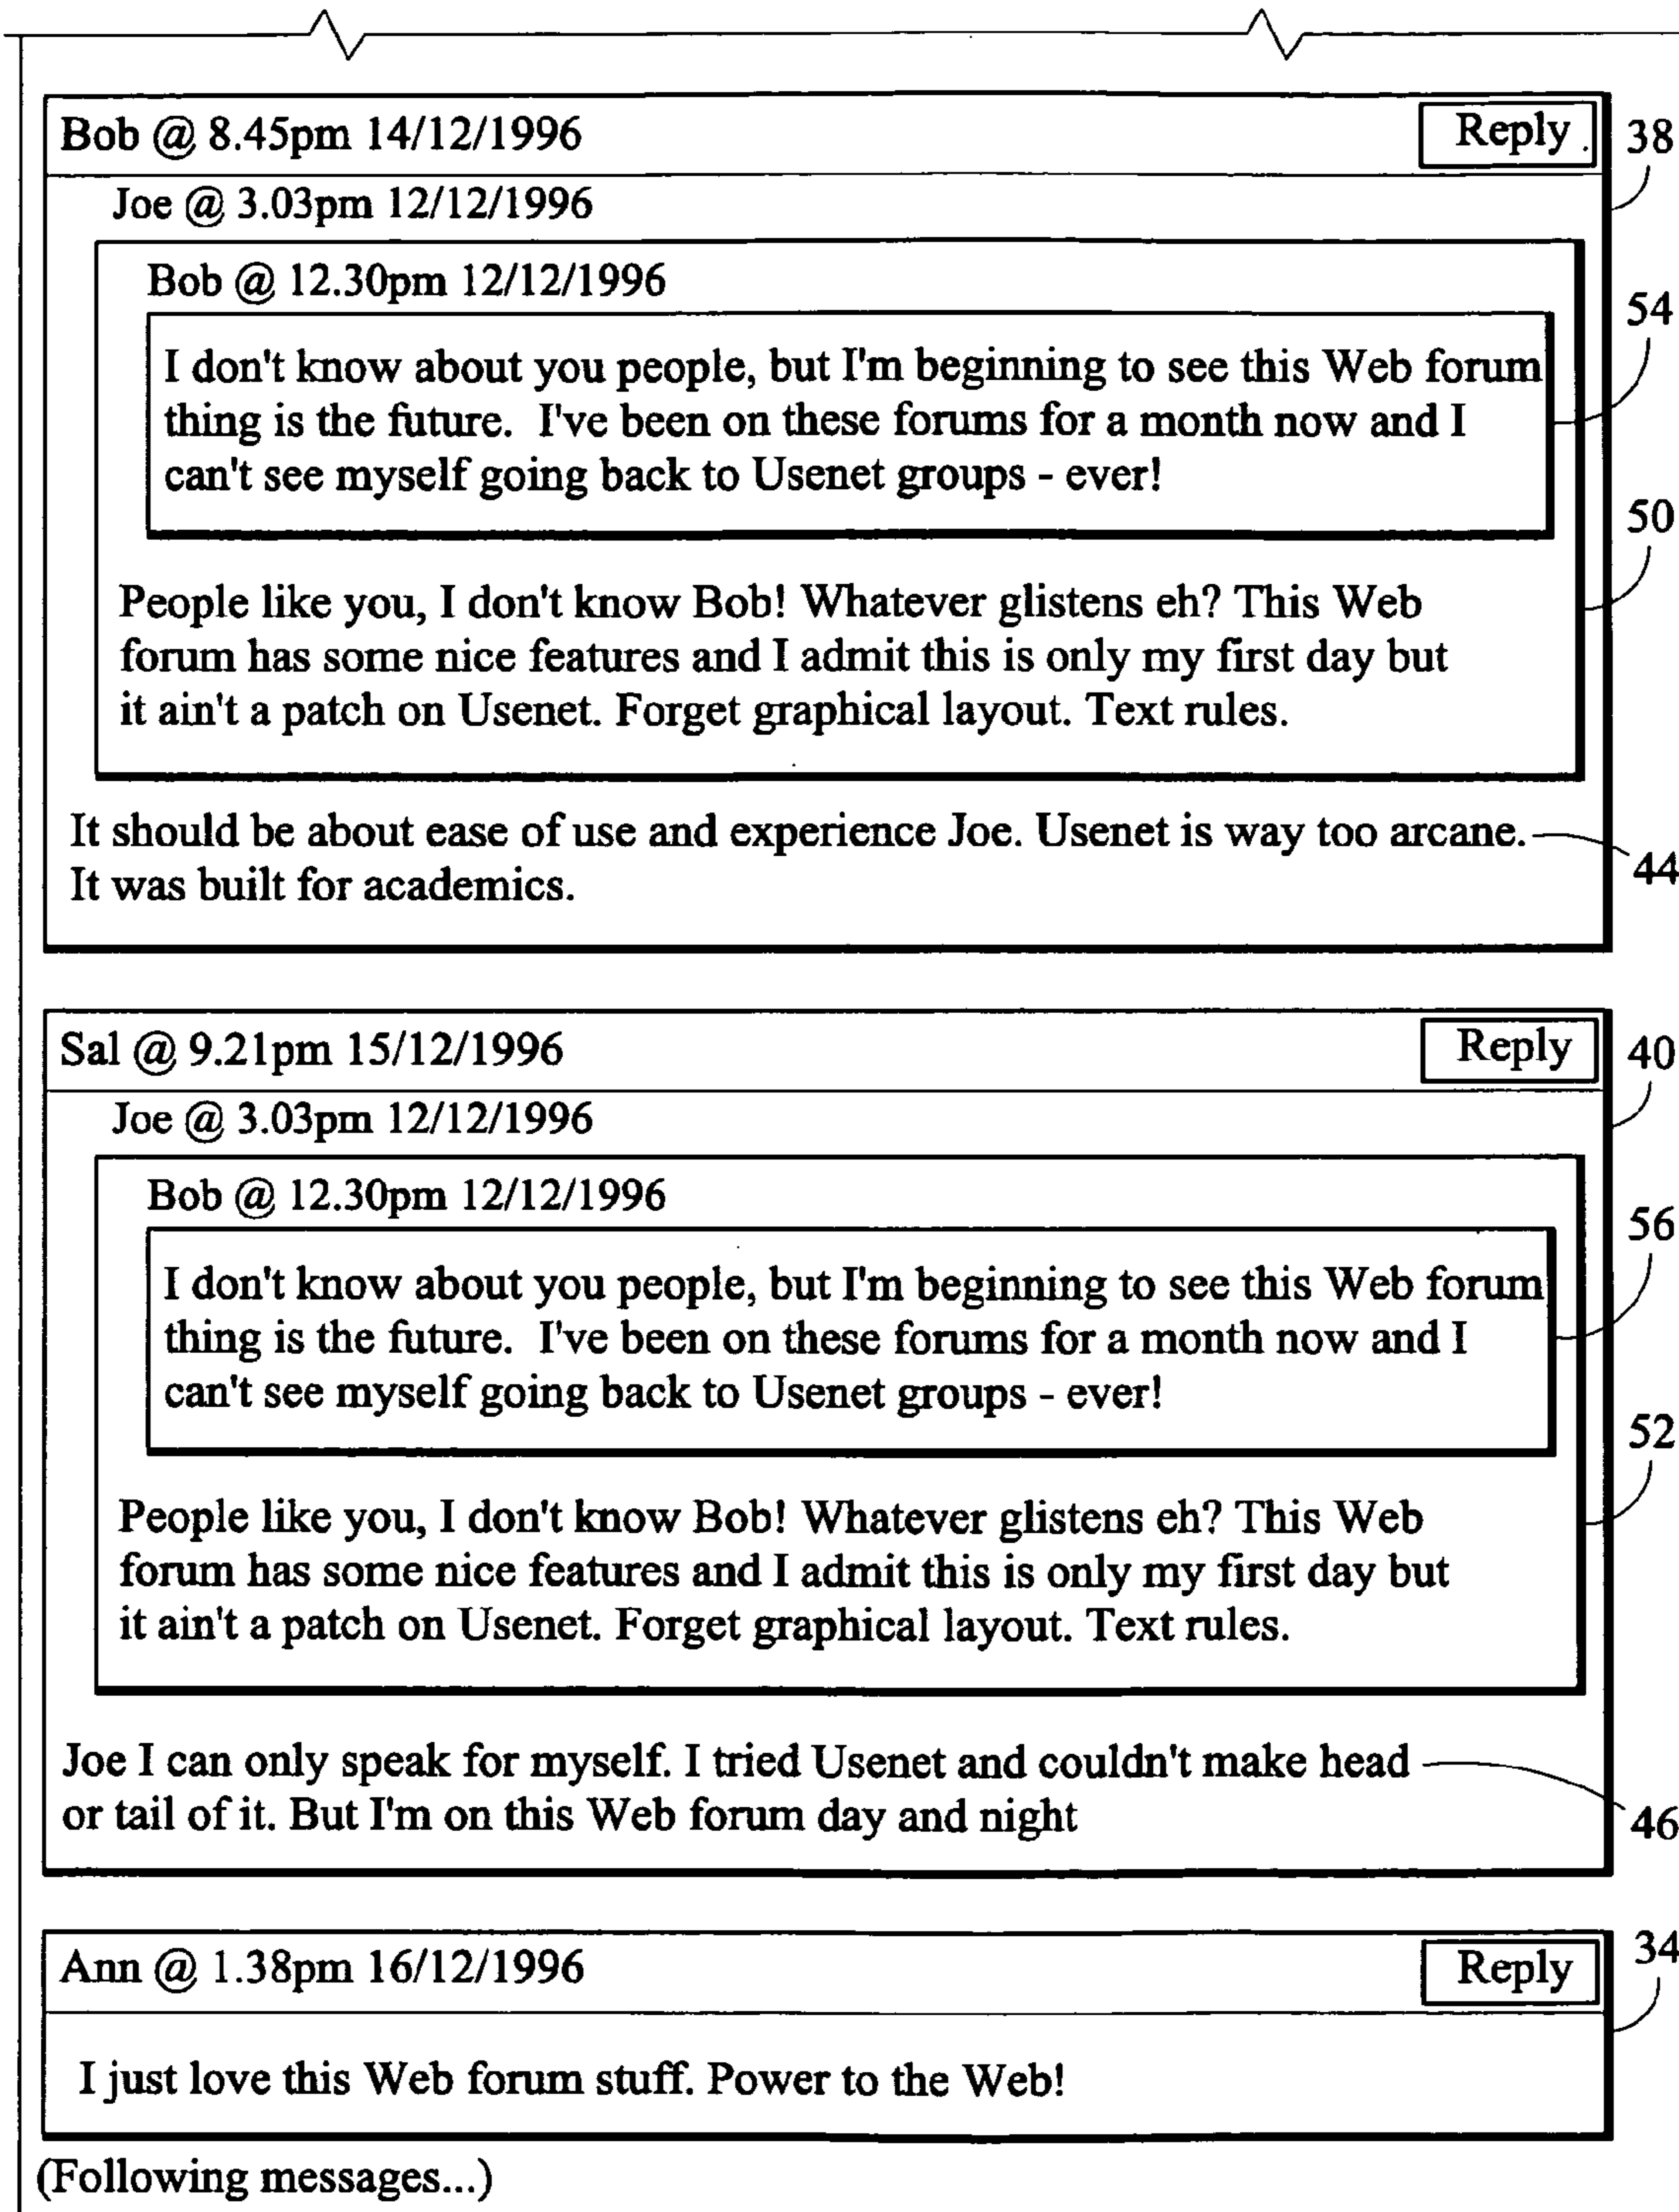 Bob @ 8.45pm 14/12/1996 Reply 38
Joe @ 3.03pm 12/12/1996
Bob @ 12.30pm 12/12/1996
54
I don't know about you people, but I'm beginning to see this Web forum
thing is the future. I've been on these forums for a month now and I
can't see myself going back to Usenet groups - ever!
50
People like you, I don't know Bob! Whatever glistens eh? This Web
forum has some nice features and I admit this is only my first day but
it ain't a patch on Usenet. Forget graphical layout. Text rules.
It should be about ease of use and experience Joe. Usenet is way too arcane.
44
It was built for academics.
Sal @ 9.21pm 15/12/1996 Reply 40
Joe @ 3.03pm 12/12/1996
Bob @ 12.30pm 12/12/1996
56
I don't know about you people, but I'm beginning to see this Web forum
thing is the future. I've been on these forums for a month now and I
can't see myself going back to Usenet groups - ever!
52
People like you, I don't know Bob! Whatever glistens eh? This Web
forum has some nice features and I admit this is only my first day but
it ain't a patch on Usenet. Forget graphical layout. Text rules.
Joe I can only speak for myself. I tried Usenet and couldn't make head
or tail of it. But I'm on this Web forum day and night
46
Ann @ 1.38pm 16/12/1996 Reply 34
I just love this Web forum stuff. Power to the Web!
(Following messages...)